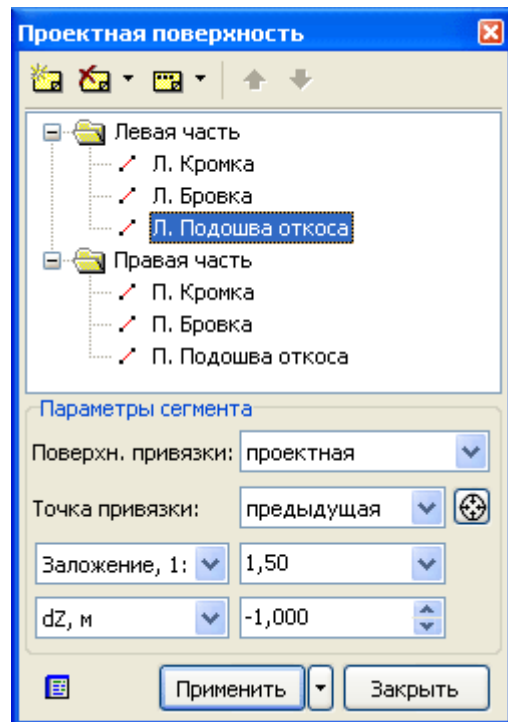 Проектная поверхность
Левая часть
Л. Кромка
Л. Бровка
Л. Подошва откоса
Правая часть
П. Кромка
П. Бровка
П. Подошва откоса
Параметры сегмента
Поверхн. привязки: проектная
Точка привязки: предыдущая
Заложение, 1: 1,50
dZ, м -1,000
Применить Закрыть